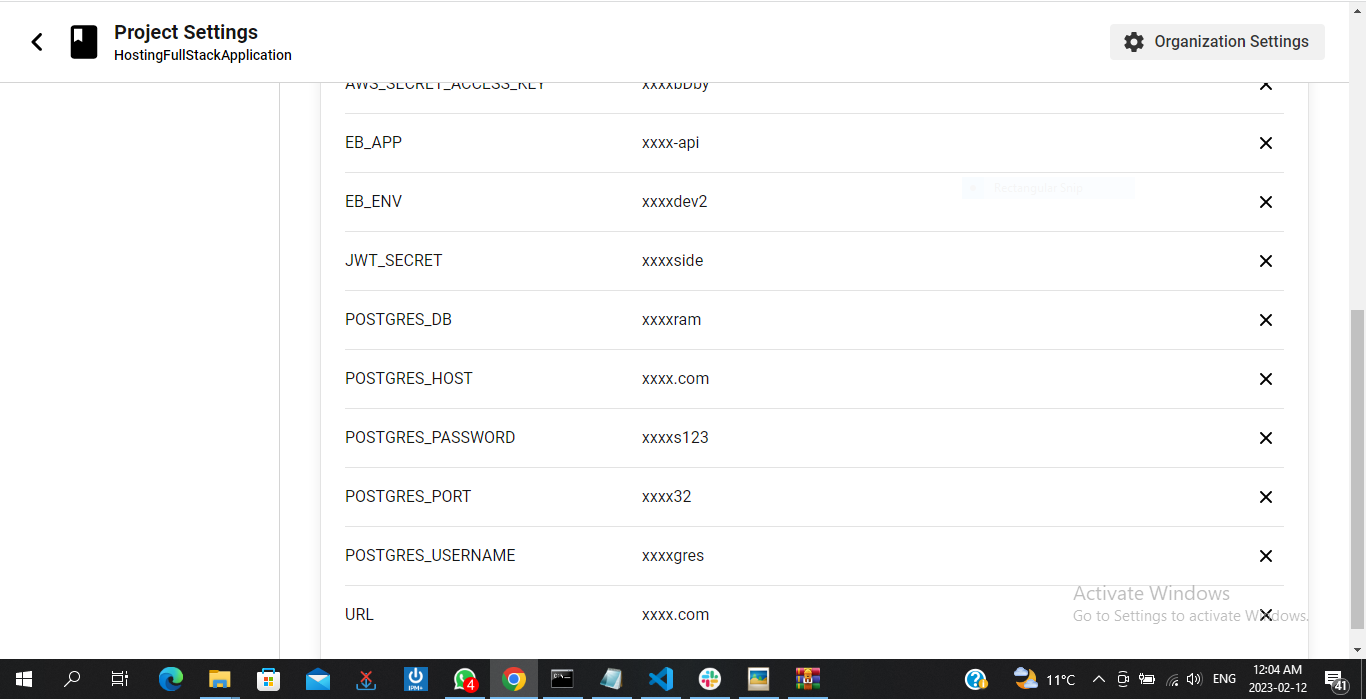 Project Settings
HostingFullStackApplication
Organization Settings
AWS_SECRET_ACCESS_KEY xxxxbDby
EB_APP xxxx-api
EB_ENV xxxxdev2
Rectangular Snip
JWT_SECRET xxxxside
POSTGRES_DB xxxxram
POSTGRES_HOST xxxx.com
POSTGRES_PASSWORD xxxxs123
POSTGRES_PORT xxxx32
POSTGRES_USERNAME xxxxgres
URL xxxx.com
Activate Windows
Go to Settings to activate Windows.
IPM+
4
11°C
ENG
12:04 AM
2023-02-12
41